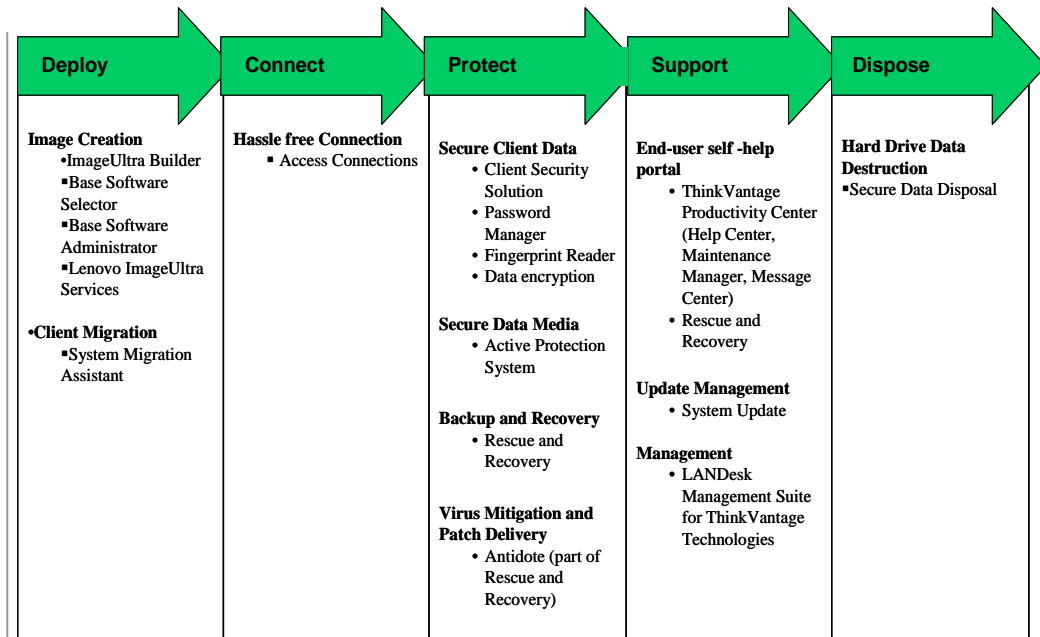 Deploy
Connect
Protect
Support
Dispose
Image Creation
•ImageUltra Builder
▪Base Software
Selector
▪Base Software
Administrator
▪Lenovo ImageUltra
Services
•Client Migration
▪System Migration
Assistant
Hassle free Connection
▪ Access Connections
Secure Client Data
• Client Security
Solution
• Password
Manager
• Fingerprint Reader
• Data encryption
Secure Data Media
• Active Protection
System
Backup and Recovery
• Rescue and
Recovery
Virus Mitigation and
Patch Delivery
• Antidote (part of
Rescue and
Recovery)
End-user self -help
portal
• ThinkVantage
Productivity Center
(Help Center,
Maintenance
Manager, Message
Center)
• Rescue and
Recovery
Update Management
• System Update
Management
• LANDesk
Management Suite
for ThinkVantage
Technologies
Hard Drive Data
Destruction
▪Secure Data Disposal